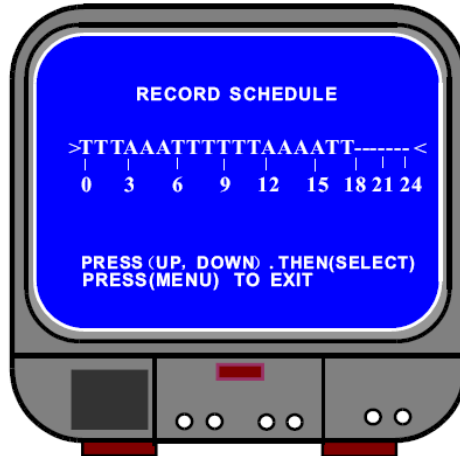 RECORD SCHEDULE
>TTTAAATTTTTTAAAATT-------<
0 3 6 9 12 15 18 21 24
PRESS (UP, DOWN) .THEN(SELECT)
PRESS(MENU) TO EXIT